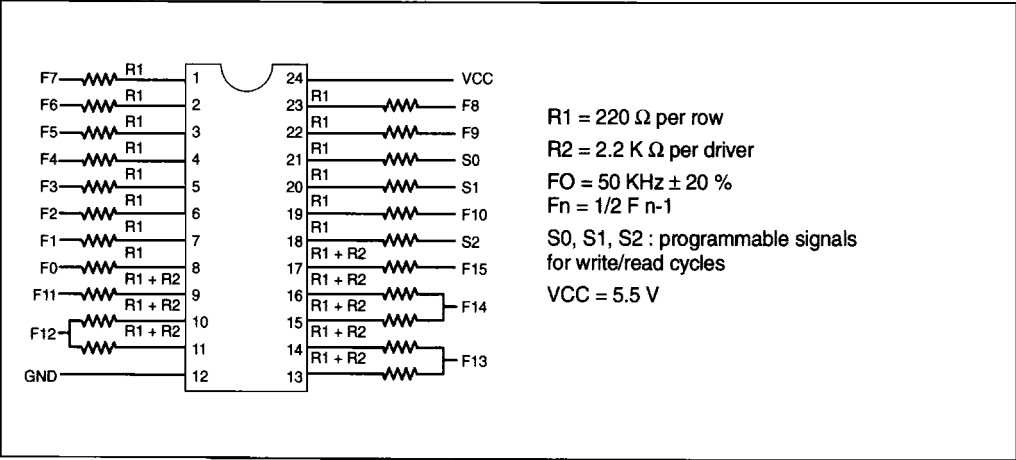 F7 R1 1 24 VCC
F6 R1 2 23 R1 F8
F5 R1 3 22 R1 F9
F4 R1 4 21 R1 S0
F3 R1 5 20 R1 S1
F2 R1 6 19 R1 F10
F1 R1 7 18 R1 S2
F0 R1 8 17 R1 + R2 F15
F11 R1 + R2 9 16 R1 + R2 F14
F12 R1 + R2 10 15 R1 + R2
R1 + R2 11 14 R1 + R2 F13
GND 12 13 R1 + R2
R1 = 220 Ω per row
R2 = 2.2 K Ω per driver
FO = 50 KHz ± 20 %
Fn = 1/2 F n-1
S0, S1, S2 : programmable signals
for write/read cycles
VCC = 5.5 V